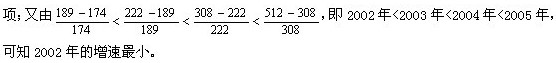 项；又由(189－174)/174<(222－189)/189<(308－222)/222<(512－308)/308，即 2002 年<2003 年<2004 年<2005 年，
可知 2002 年的增速最小。